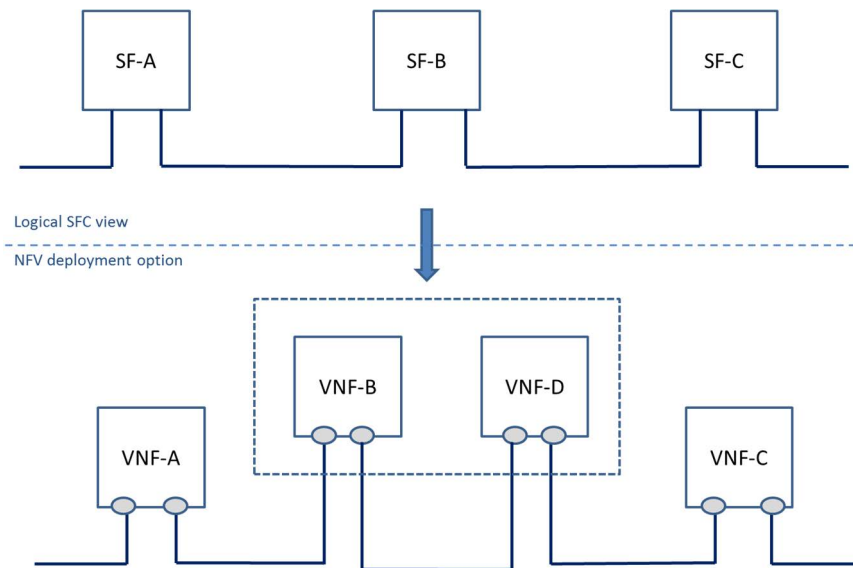 SF-A
SF-B
SF-C
Logical SFC view
NFV deployment option
VNF-B
VNF-D
VNF-A
VNF-C